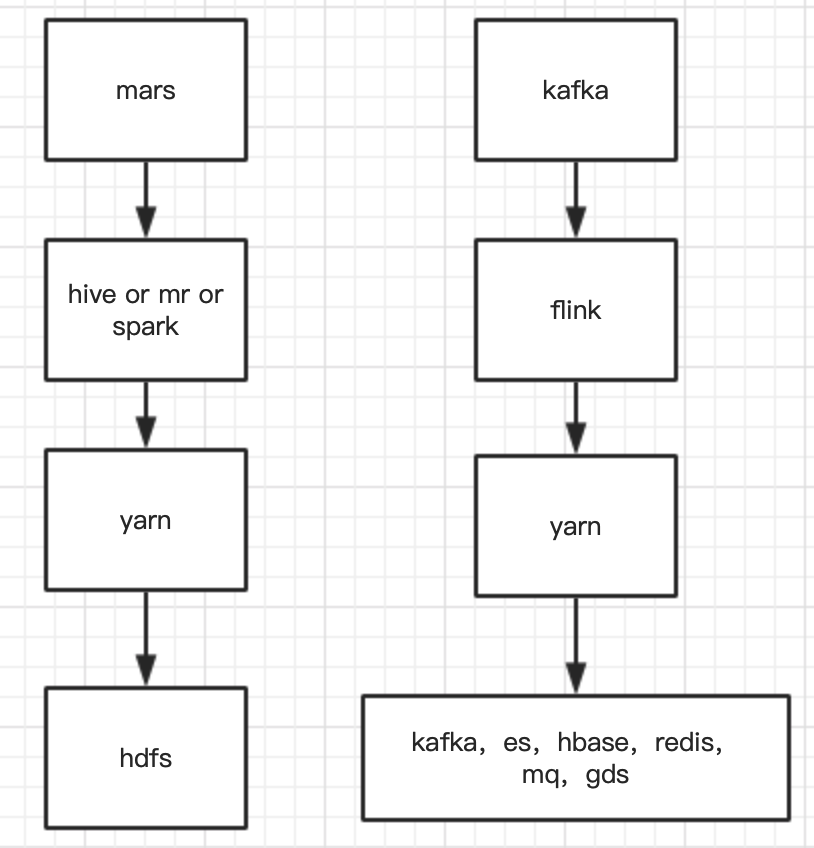 mars
hive or mr or
spark
yarn
hdfs
kafka
flink
yarn
kafka，es，hbase，redis，
mq，gds